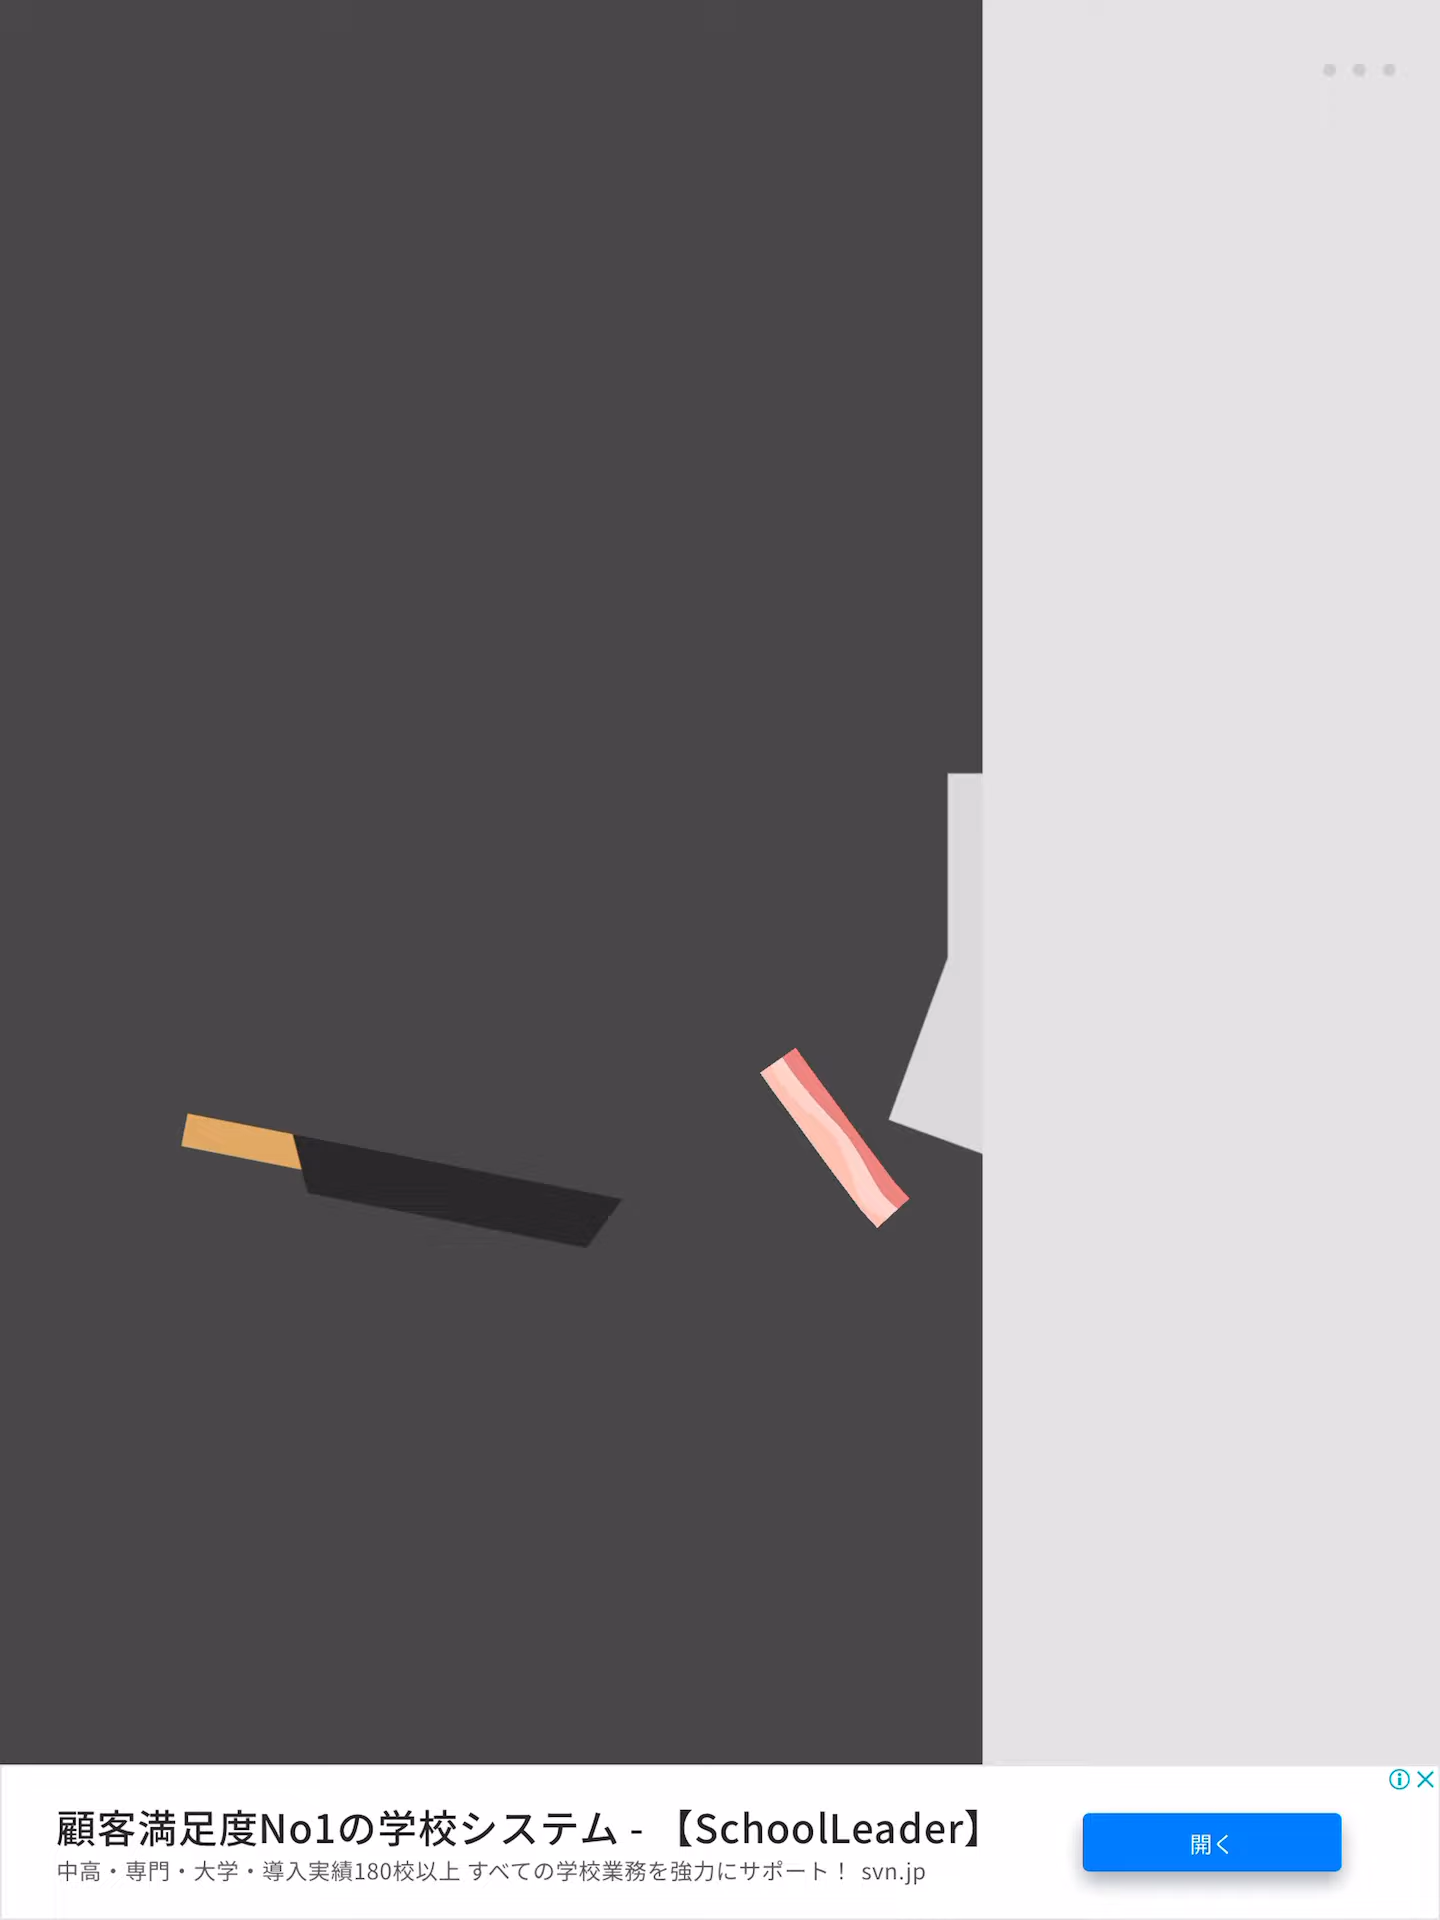 顧客満足度No1の学校システム - 【SchoolLeader】
中高・専門・大学・導入実績180校以上 すべての学校業務を強力にサポート！ svn.jp
開く